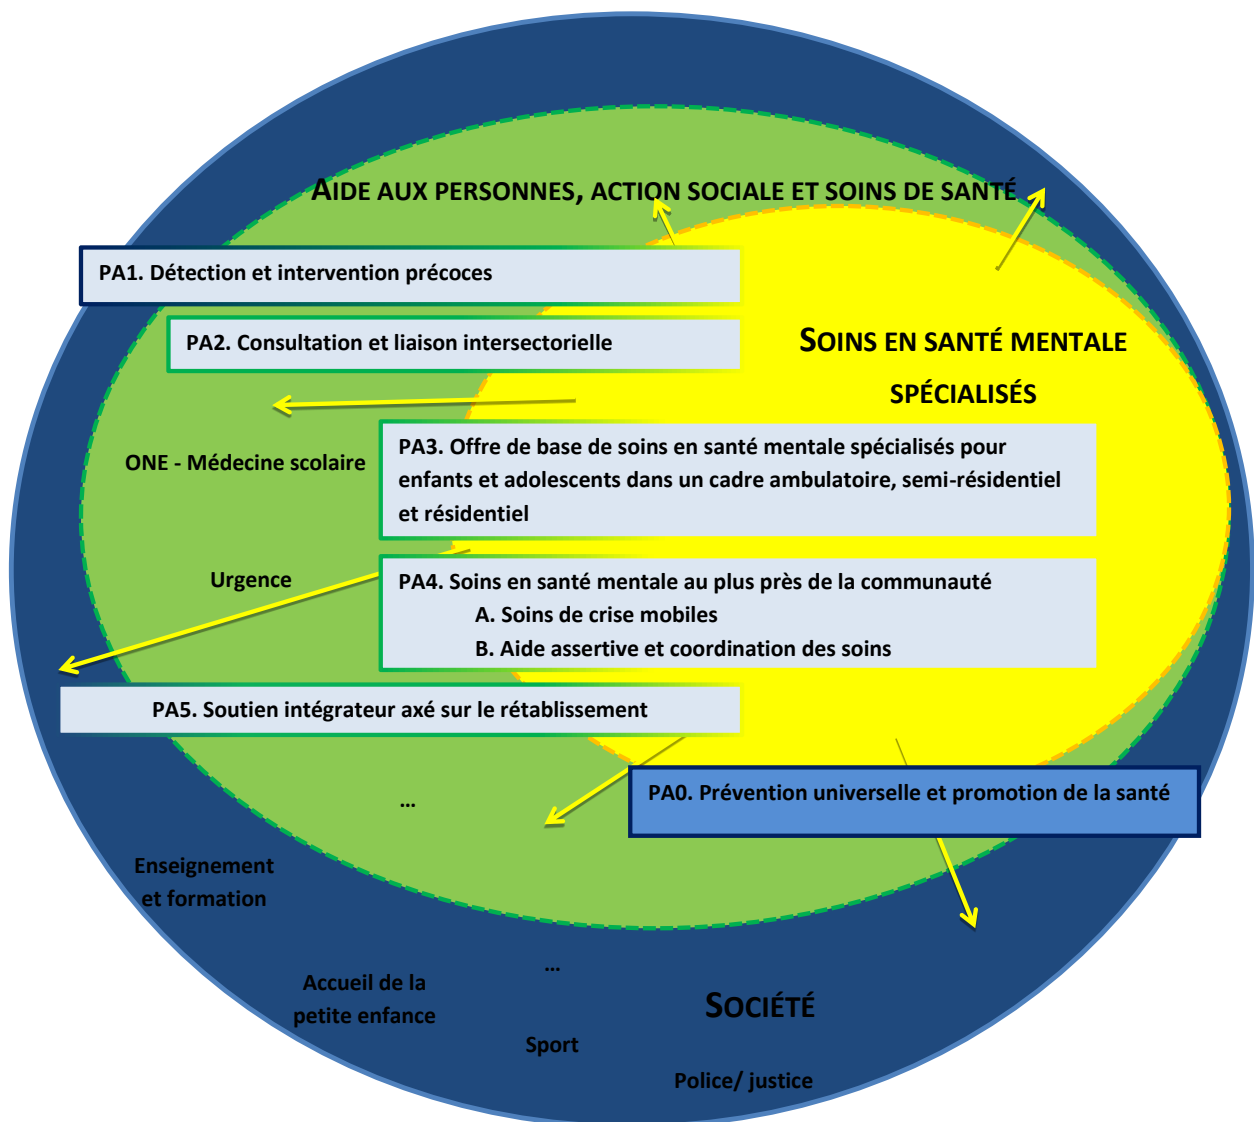 AIDE AUX PERSONNES, ACTION SOCIALE ET SOINS DE SANTÉ
PA1. Détection et intervention précoces
PA2. Consultation et liaison intersectorielle
SOINS EN SANTÉ MENTALE
SPÉCIALISÉS
PA3. Offre de base de soins en santé mentale spécialisés pour
enfants et adolescents dans un cadre ambulatoire, semi-résidentiel
et résidentiel
ONE - Médecine scolaire
Urgence
PA4. Soins en santé mentale au plus près de la communauté
A. Soins de crise mobiles
B. Aide assertive et coordination des soins
PA5. Soutien intégrateur axé sur le rétablissement
PA0. Prévention universelle et promotion de la santé
...
Enseignement
et formation
...
Accueil de la
petite enfance
SOCIÉTÉ
Sport
Police/ justice